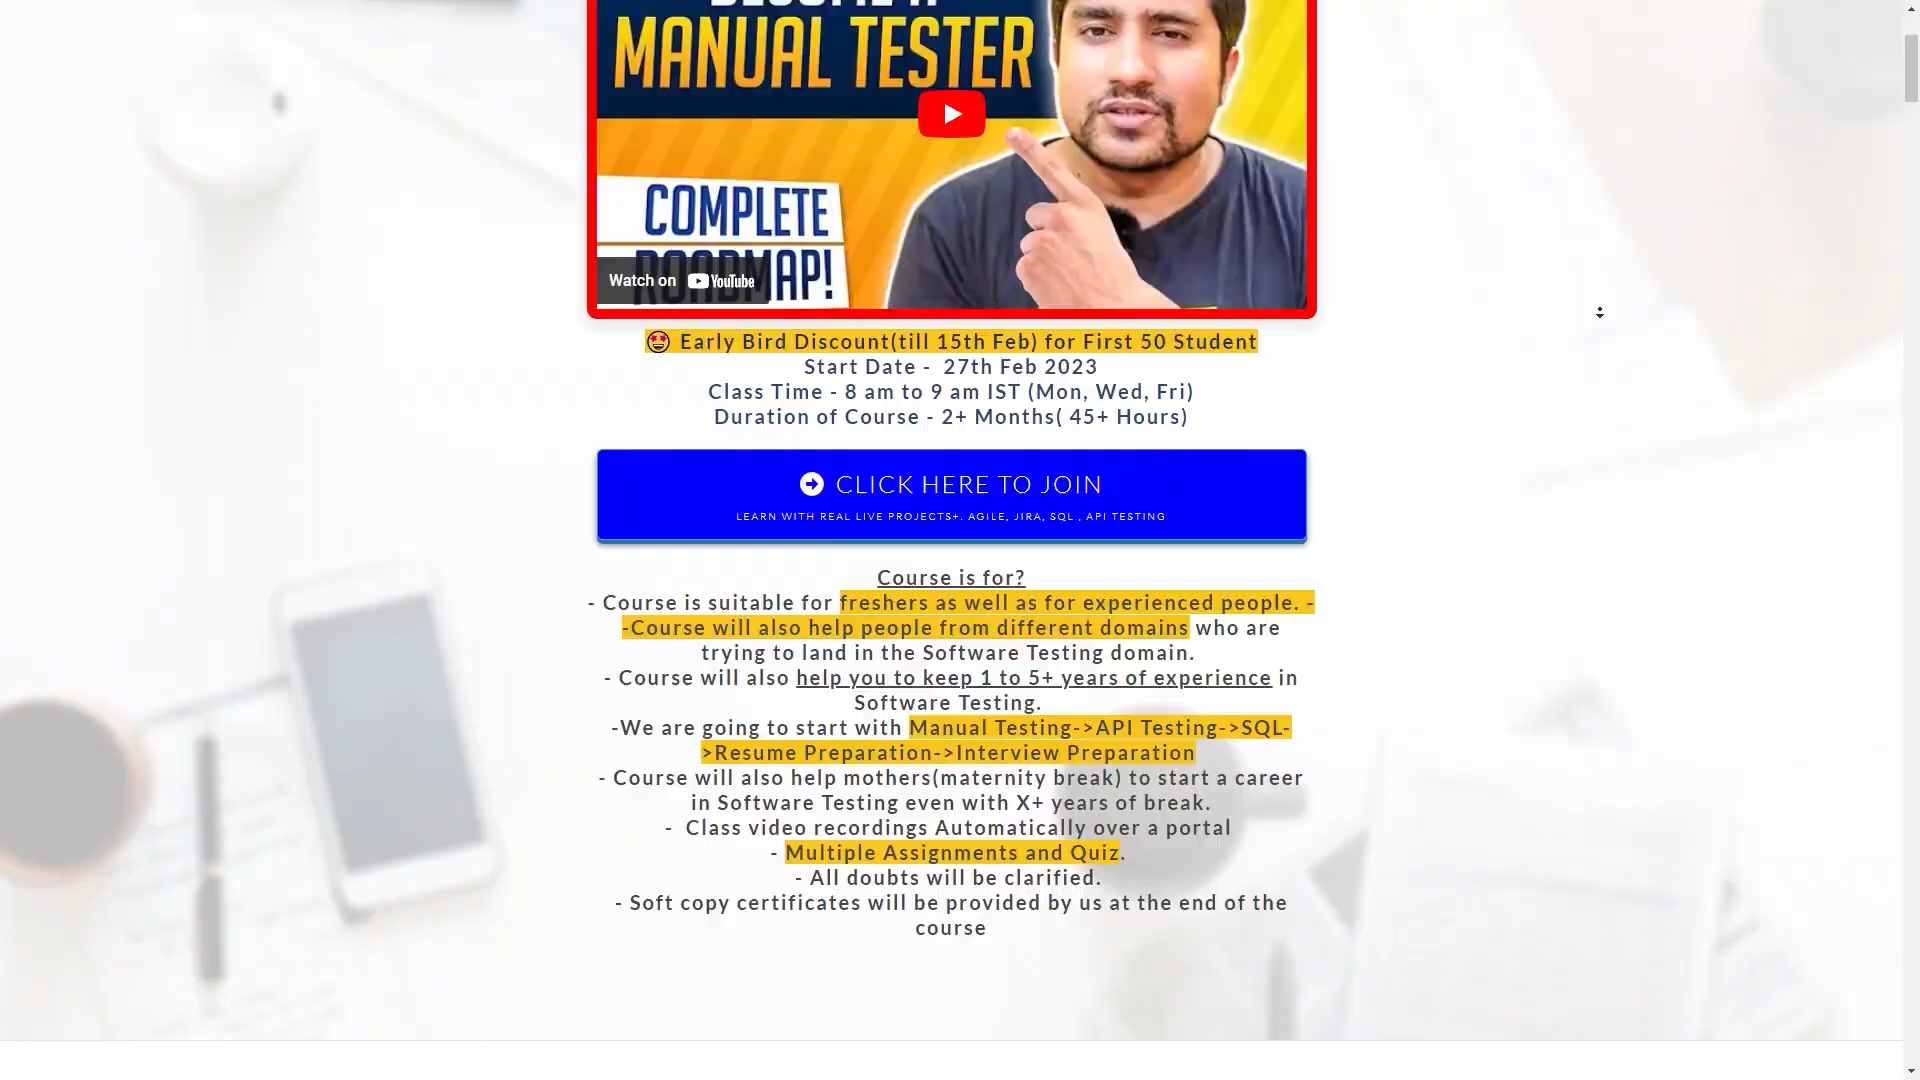 BECOME A
MANUAL TESTER
COMPLETE
ROADMAP!
Watch on YouTube
Early Bird Discount(till 15th Feb) for First 50 Student
Start Date -  27th Feb 2023
Class Time - 8 am to 9 am IST (Mon, Wed, Fri)
Duration of Course - 2+ Months( 45+ Hours)
CLICK HERE TO JOIN
LEARN WITH REAL LIVE PROJECTS+. AGILE, JIRA, SQL , API TESTING
Course is for?
- Course is suitable for freshers as well as for experienced people. -
-Course will also help people from different domains who are
trying to land in the Software Testing domain.
- Course will also help you to keep 1 to 5+ years of experience in
Software Testing.
-We are going to start with Manual Testing->API Testing->SQL-
>Resume Preparation->Interview Preparation
- Course will also help mothers(maternity break) to start a career
in Software Testing even with X+ years of break.
-  Class video recordings Automatically over a portal
- Multiple Assignments and Quiz.
- All doubts will be clarified.
- Soft copy certificates will be provided by us at the end of the
course